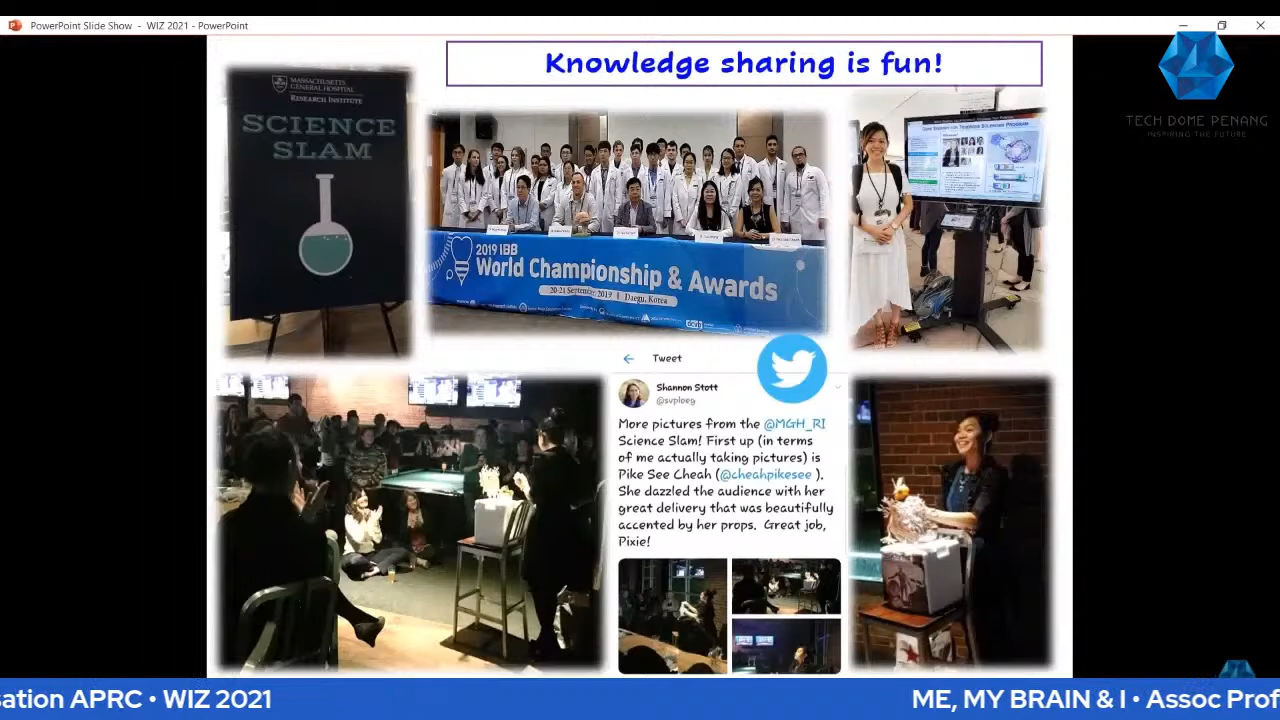 PowerPoint Slide Show - WIZ 2021 - PowerPoint
Knowledge sharing is fun!
MASSACHUSETTS
GENERAL HOSPITAL
RESEARCH INSTITUTE
SCIENCE
SLAM
2019 IBB
World Championship & Awards
20-21 September, 2019 | Daegu, Korea
TECH DOME PENANG
INSPIRING THE FUTURE
Tweet
Shannon Stott
@svploeg
More pictures from the @MGH_RI
Science Slam! First up (in terms
of me actually taking pictures) is
Pike See Cheah (@cheahpikesee ).
She dazzled the audience with her
great delivery that was beautifully
accented by her props. Great job,
Pixie!
sation APRC • WIZ 2021
ME, MY BRAIN & I • Assoc Prof